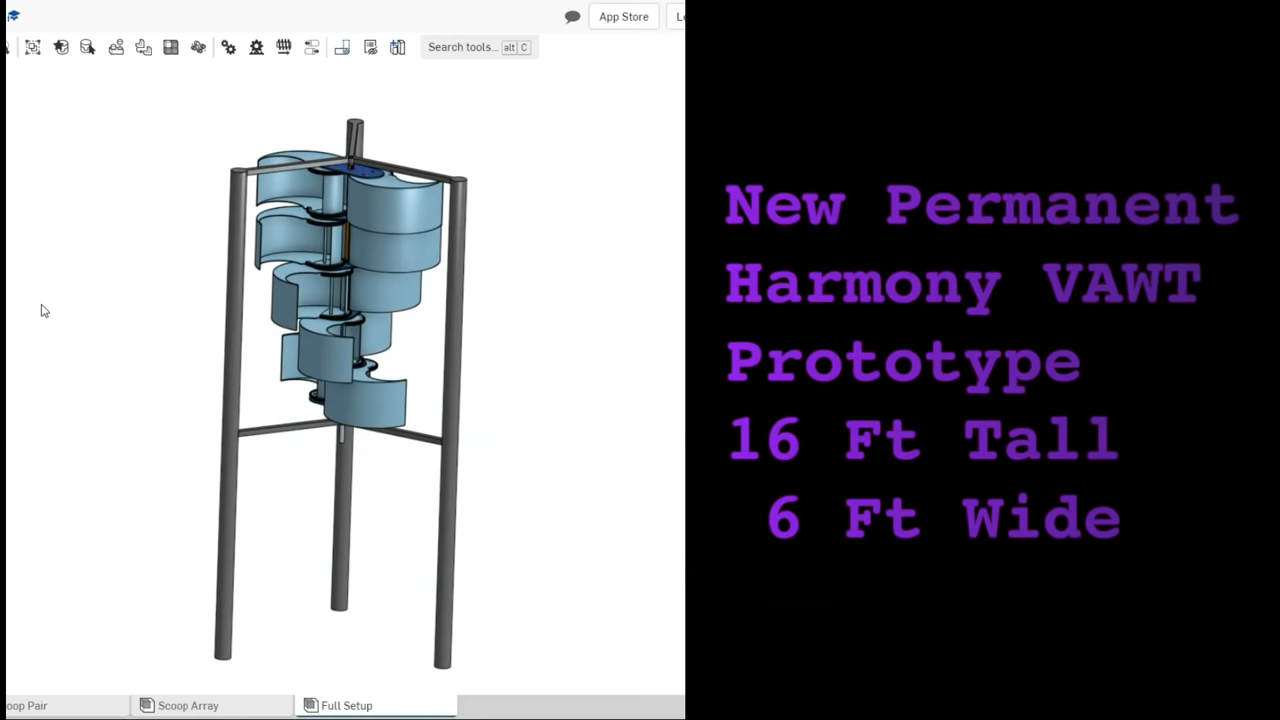 App Store
Search tools... alt C
New Permanent
Harmony VAWT
Prototype
16 Ft Tall
6 Ft Wide
Scoop Array
Full Setup
Pair